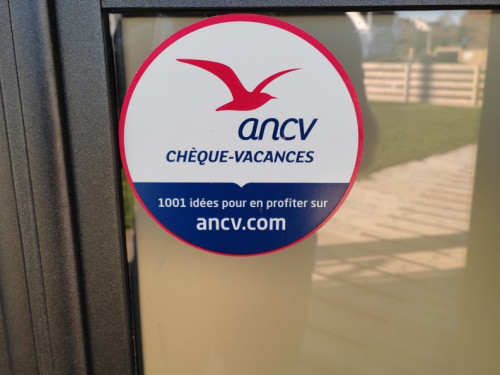 ancv
CHÈQUE-VACANCES
1001 idées pour en profiter sur
ancv.com